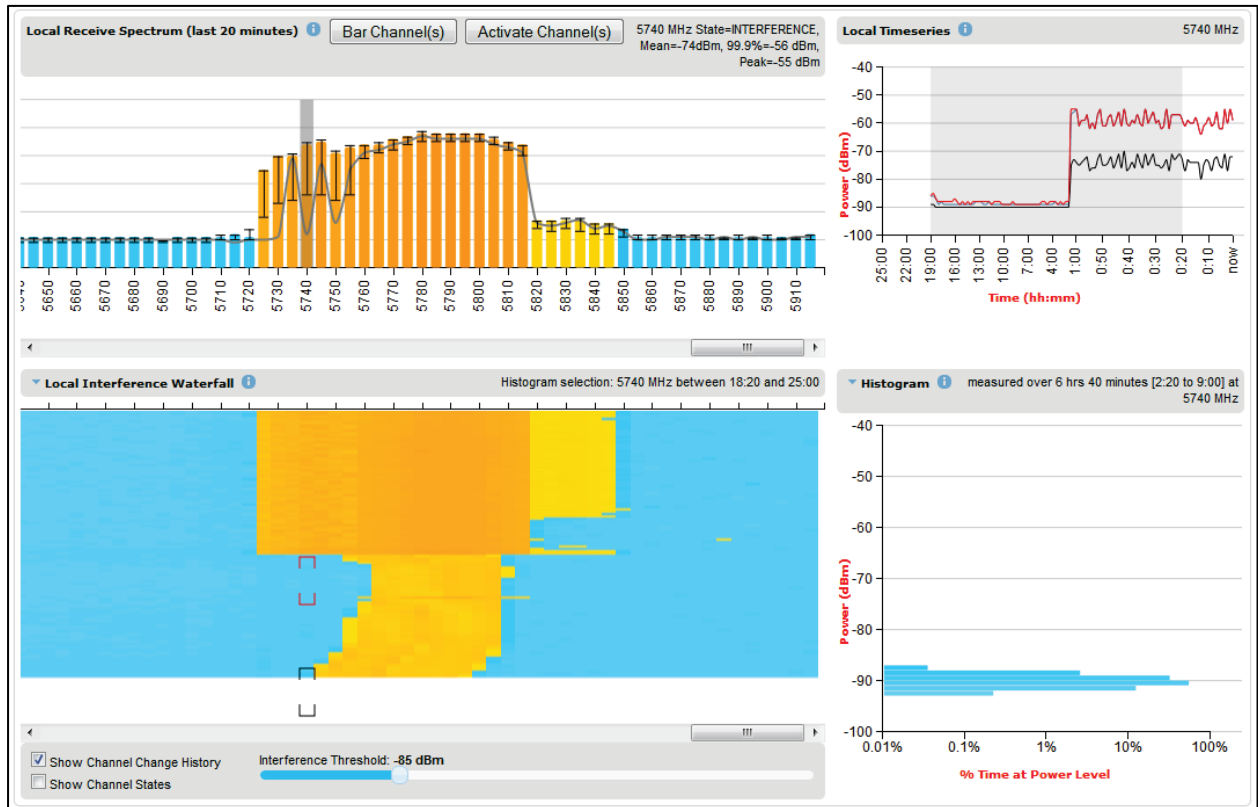 Local Receive Spectrum (last 20 minutes) i Bar Channel(s) Activate Channel(s) 5740 MHz State=INTERFERENCE,
Mean=-74dBm, 99.9%=-56 dBm,
Peak=-55 dBm
5650 5660 5670 5680 5690 5700 5710 5720 5730 5740 5750 5760 5770 5780 5790 5800 5810 5820 5830 5840 5850 5860 5870 5880 5890 5900 5910
Local Timeseries i 5740 MHz
-40
-50
-60
-70
-80
-90
-100
Power (dBm)
25:00 22:00 19:00 16:00 13:00 10:00 7:00 4:00 1:00 0:50 0:40 0:30 0:20 0:10 now
Time (hh:mm)
Local Interference Waterfall i Histogram selection: 5740 MHz between 18:20 and 25:00
Show Channel Change History
Show Channel States
Interference Threshold: -85 dBm
Histogram i measured over 6 hrs 40 minutes [2:20 to 9:00] at
5740 MHz
-40
-50
-60
-70
-80
-90
-100
Power (dBm)
0.01% 0.1% 1% 10% 100%
% Time at Power Level